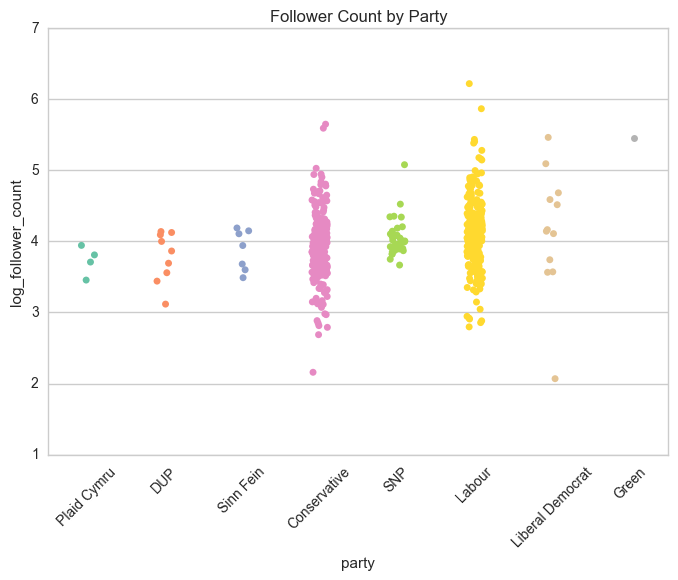 Follower Count by Party
7
6
5
4
3
2
1
log_follower_count
Plaid Cymru
DUP
Sinn Fein
Conservative
SNP
Labour
Liberal Democrat
Green
party